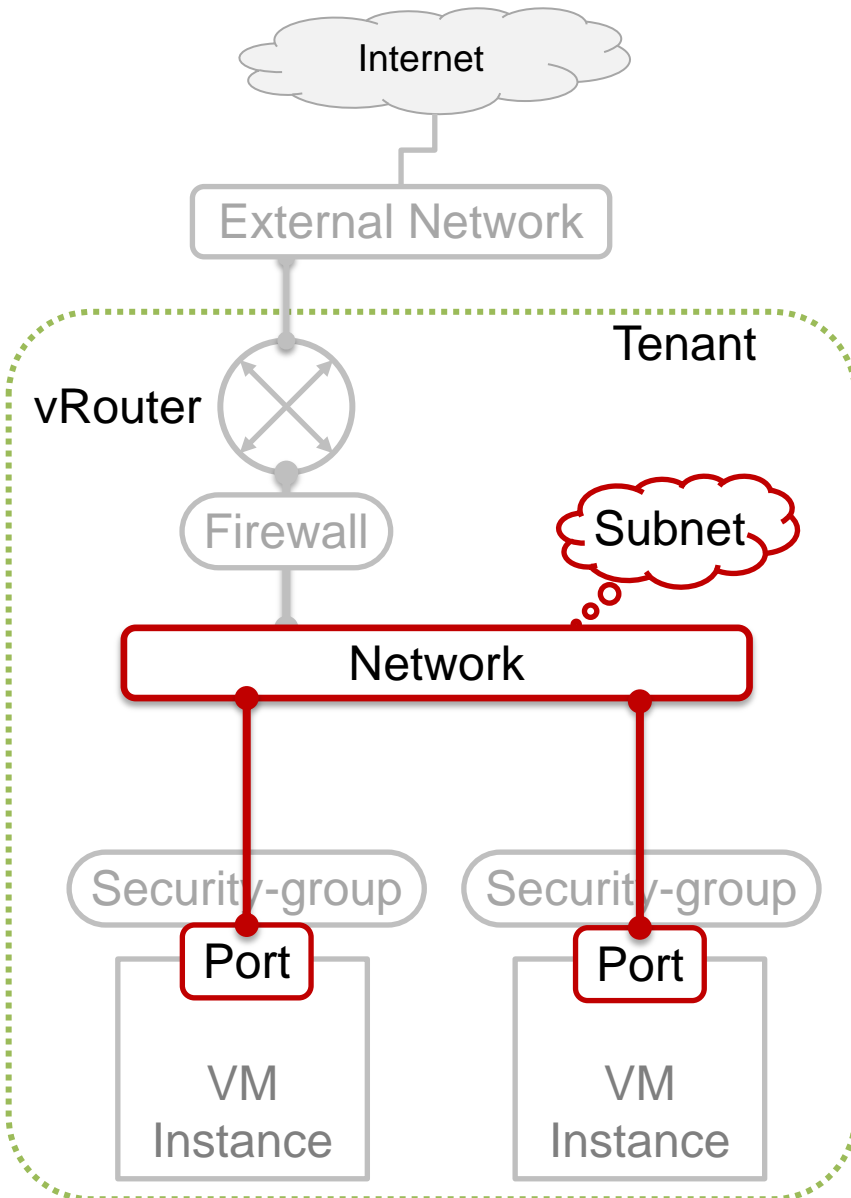 Internet
External Network
Tenant
vRouter
Firewall
Subnet
Network
Security-group
Security-group
Port
Port
VM
Instance
VM
Instance